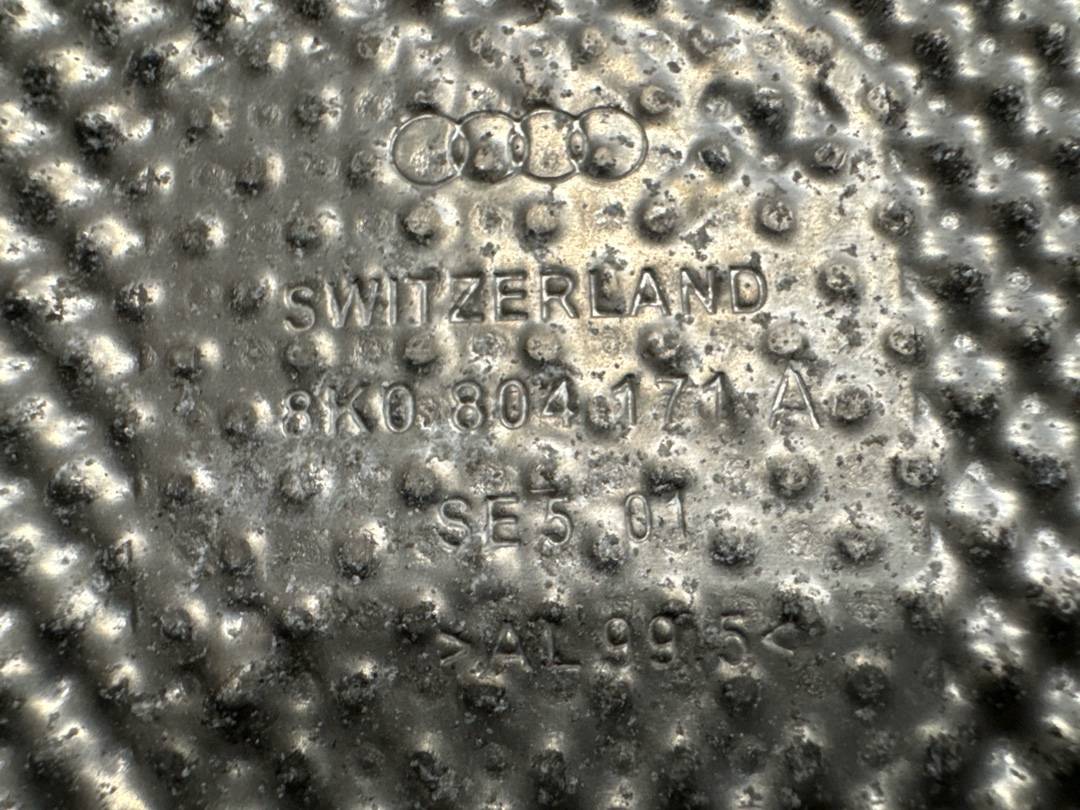 SWITZERLAND
8K0 804 171 A
SE5 01
>AL 99.5<